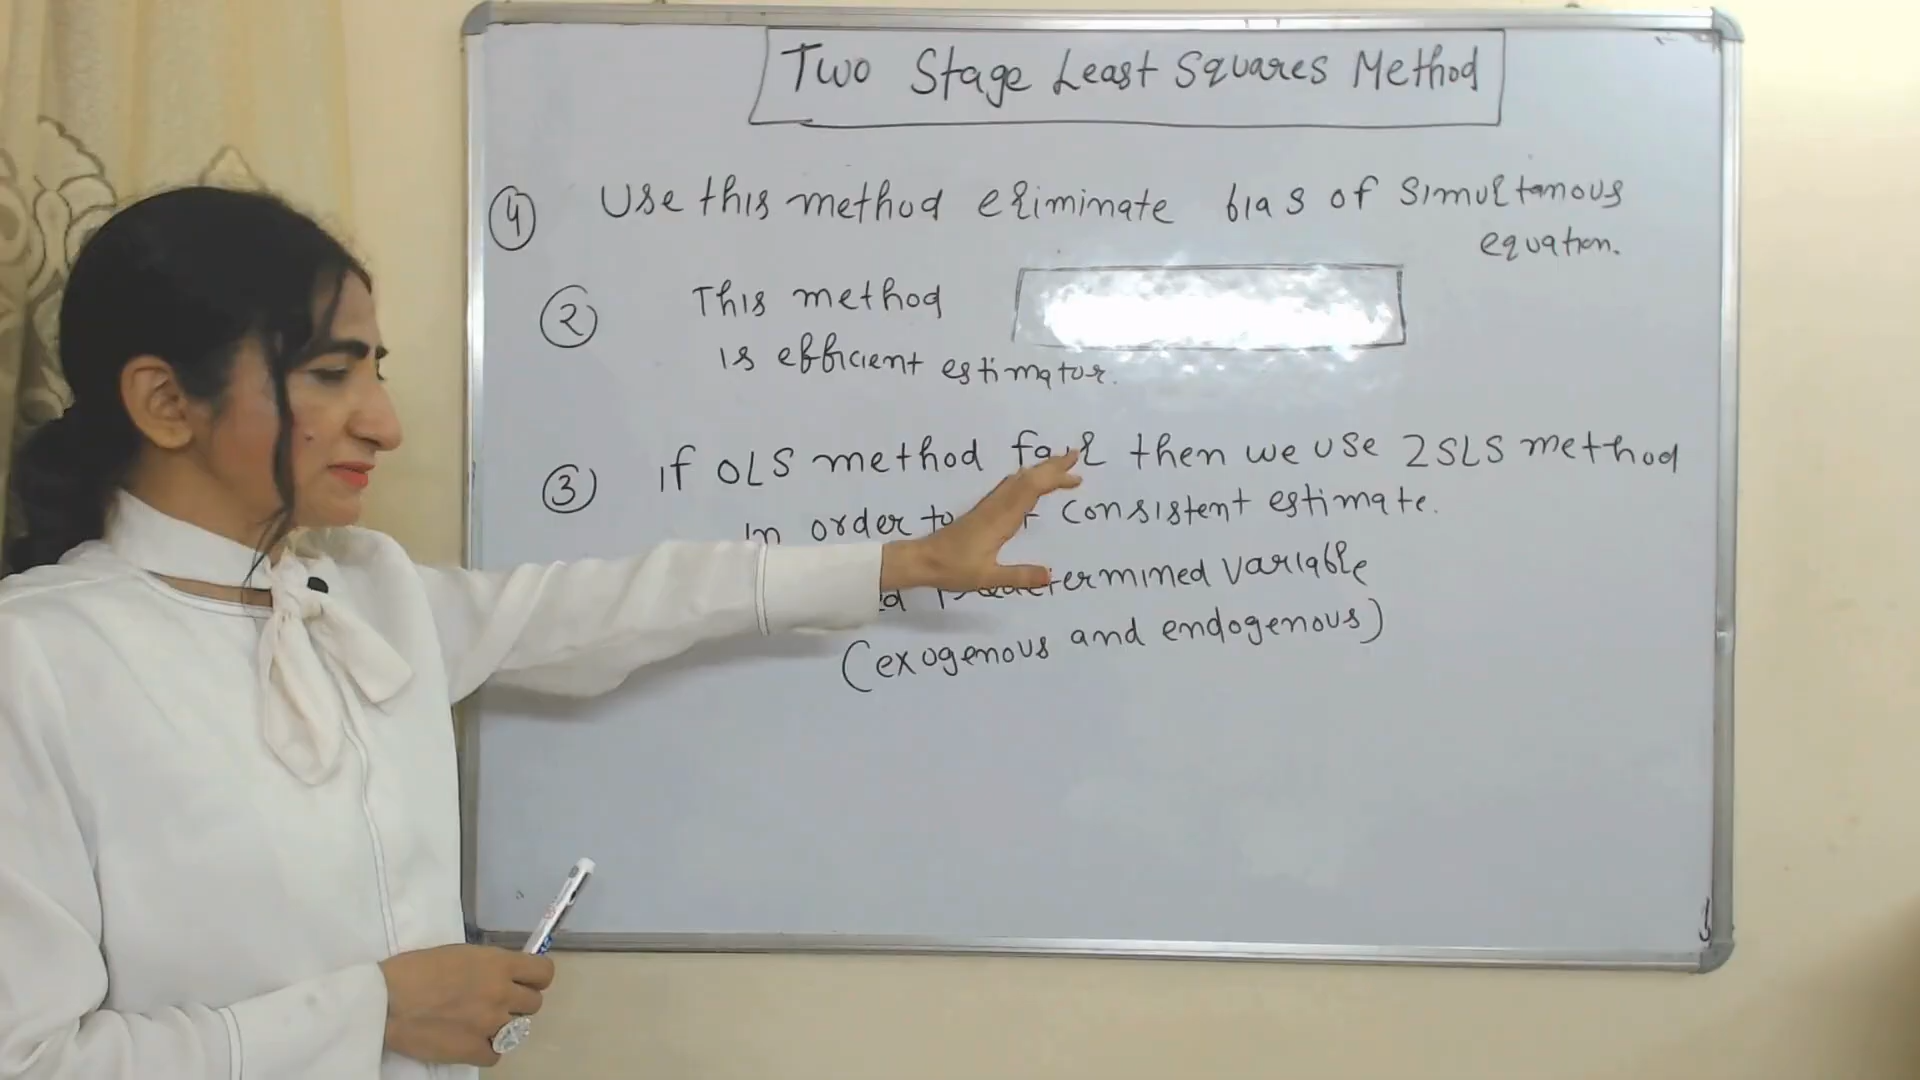 Two Stage Least Squares Method
1 Use this method eliminate bias of simultanous
equation.
2 This method
is efficient estimator.
3 if OLS method fail then we use 2SLS method
in order to consistent estimate.
variable
(exogenous and endogenous)